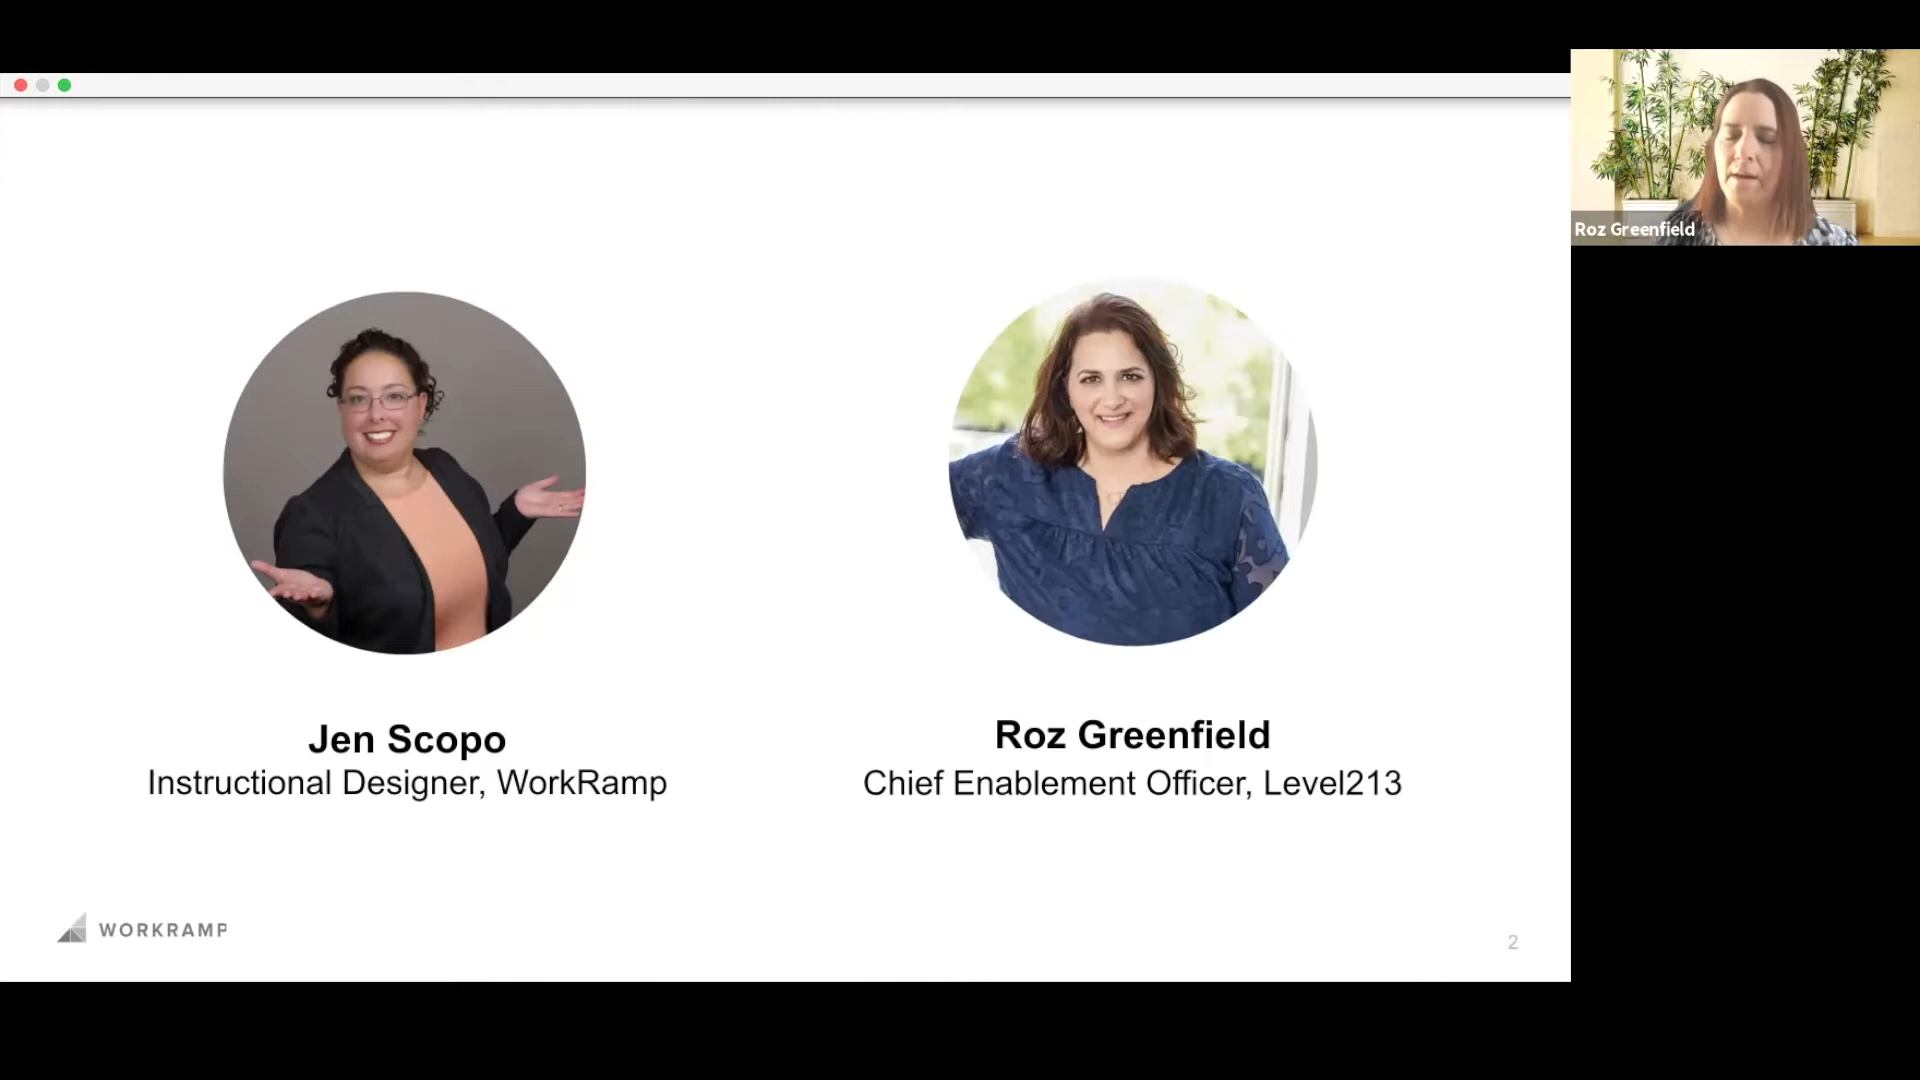 Roz Greenfield
Jen Scopo
Instructional Designer, WorkRamp
Roz Greenfield
Chief Enablement Officer, Level213
WORKRAMP
2